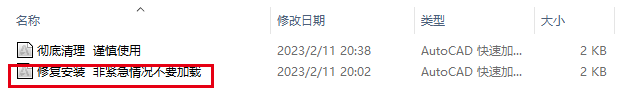 名称 修改日期 类型 大小
彻底清理 谨慎使用 2023/2/11 20:38 AutoCAD 快速加... 2 KB
修复安装 非紧急情况不要加载 2023/2/11 20:02 AutoCAD 快速加... 2 KB